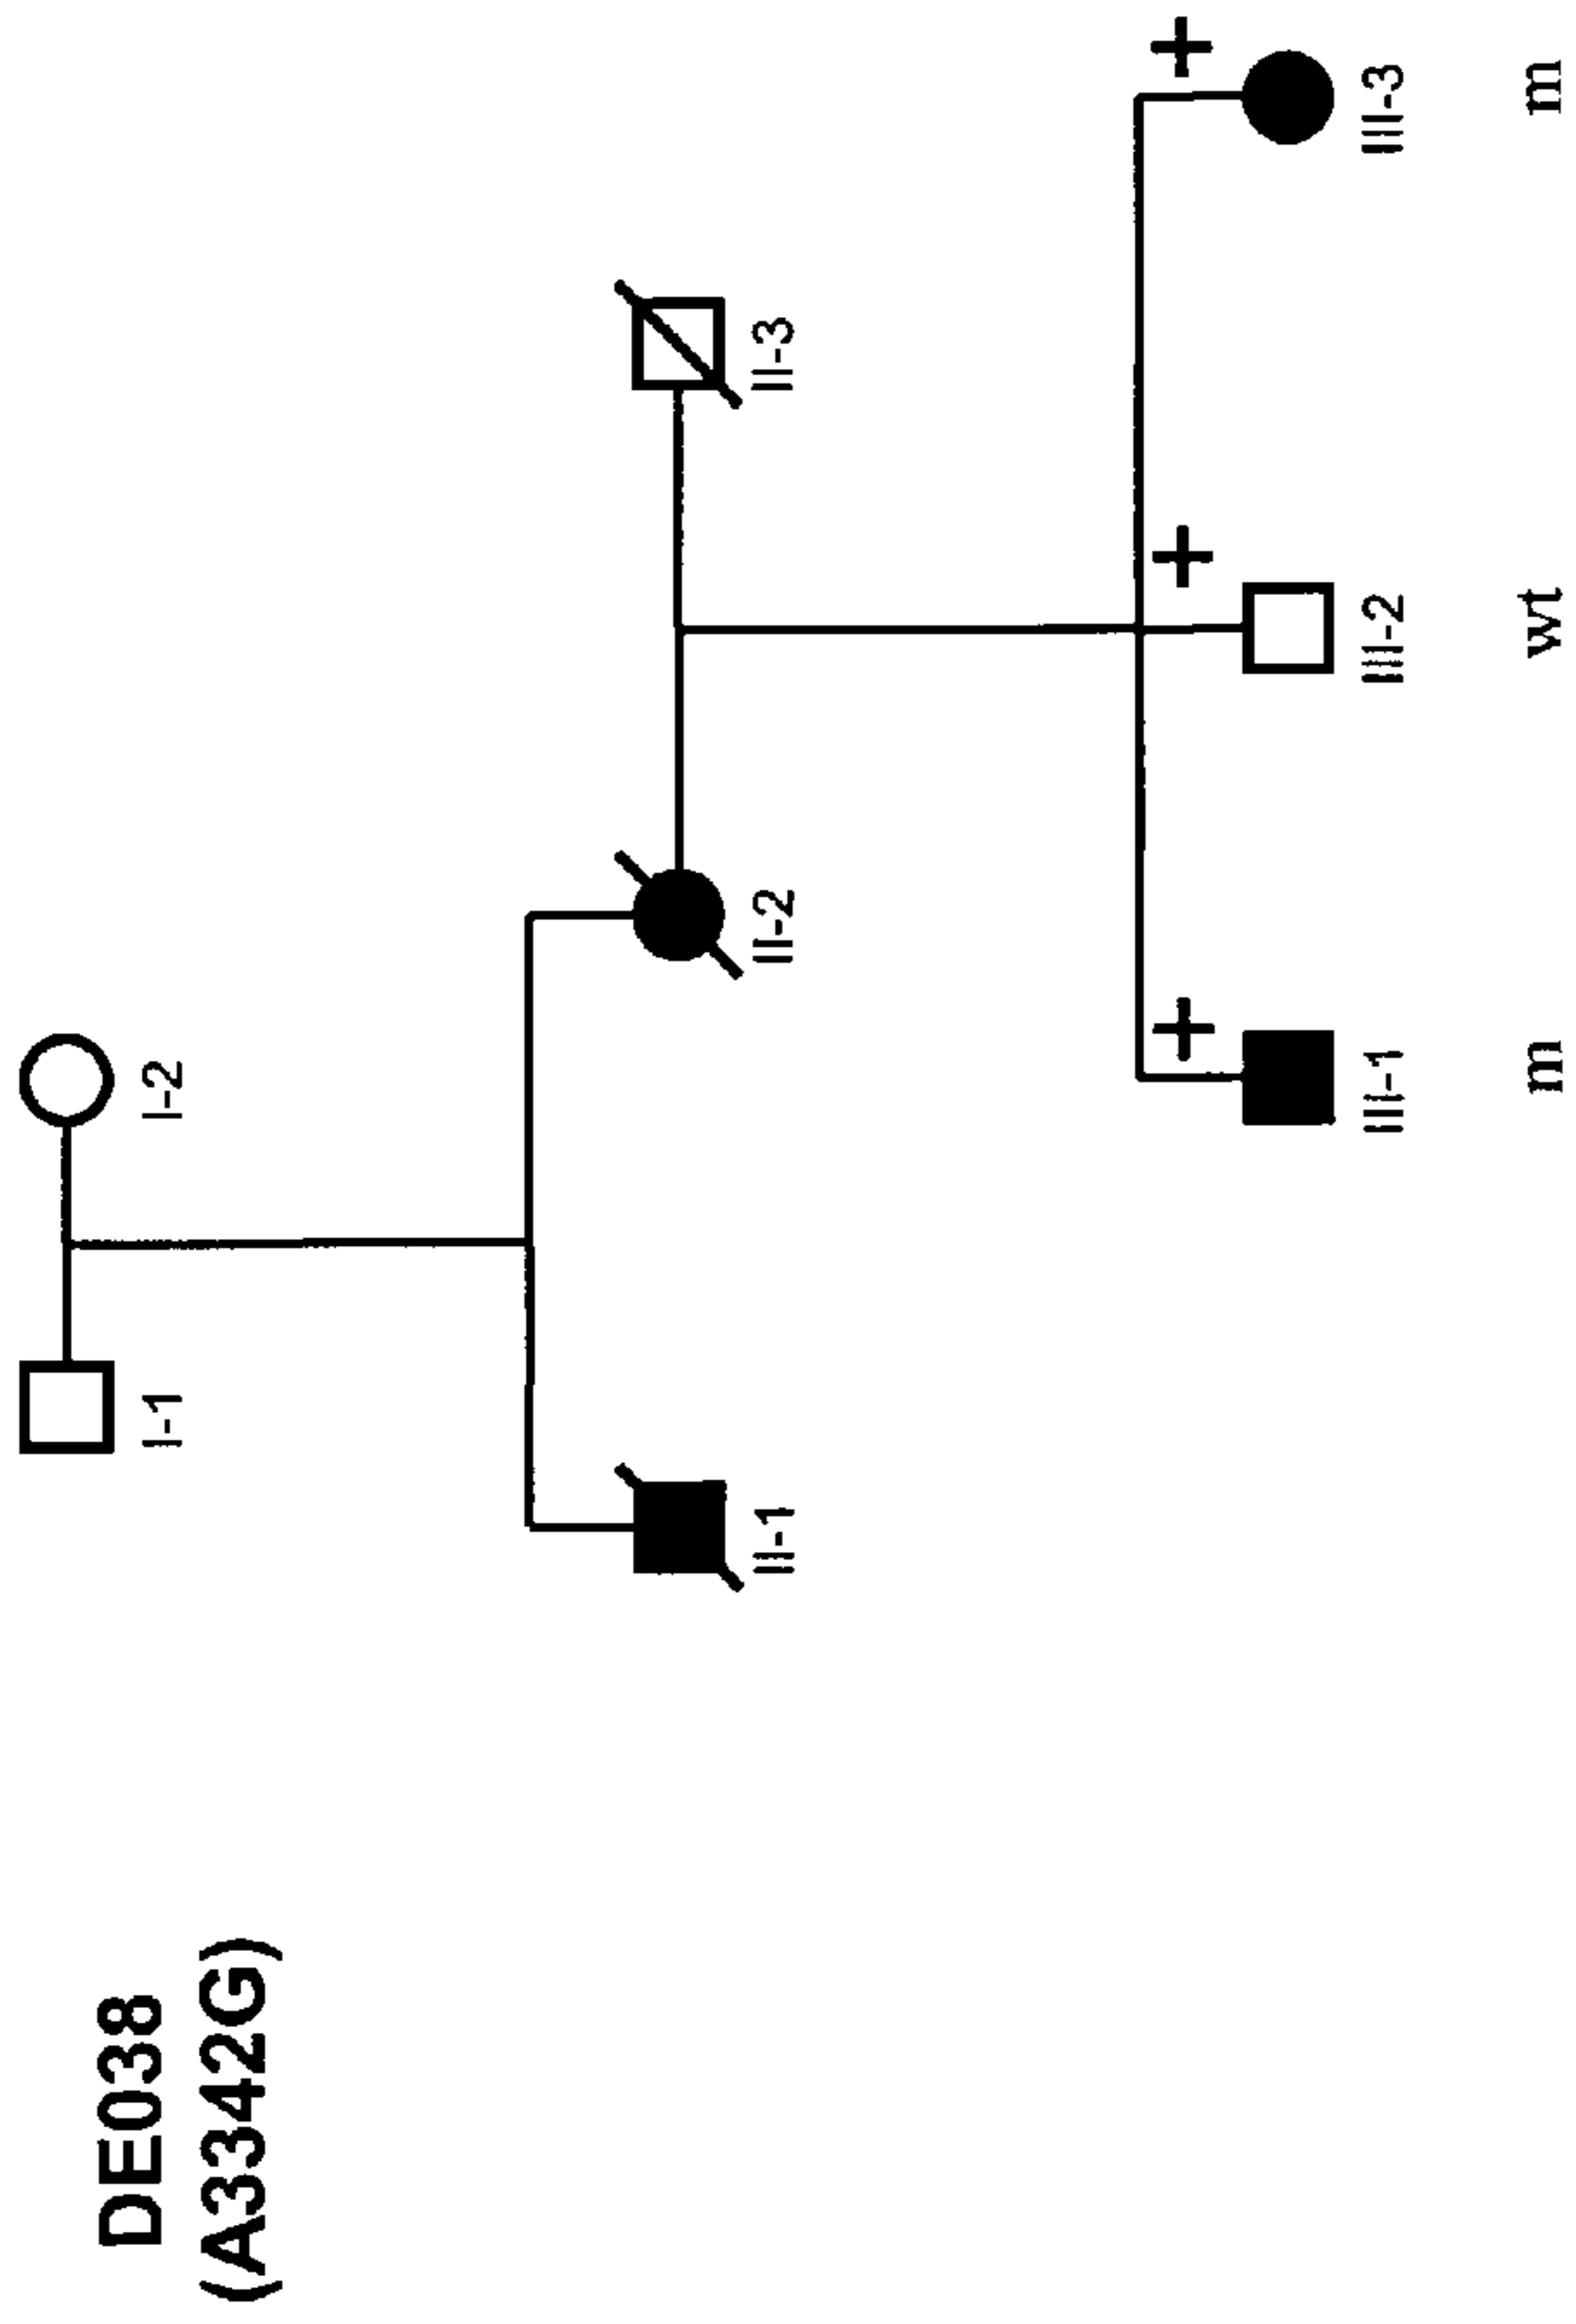 DE038
(A3342G)
I-1 I-2
II-1 II-2 II-3
+ + +
III-1 III-2 III-3
m wt m